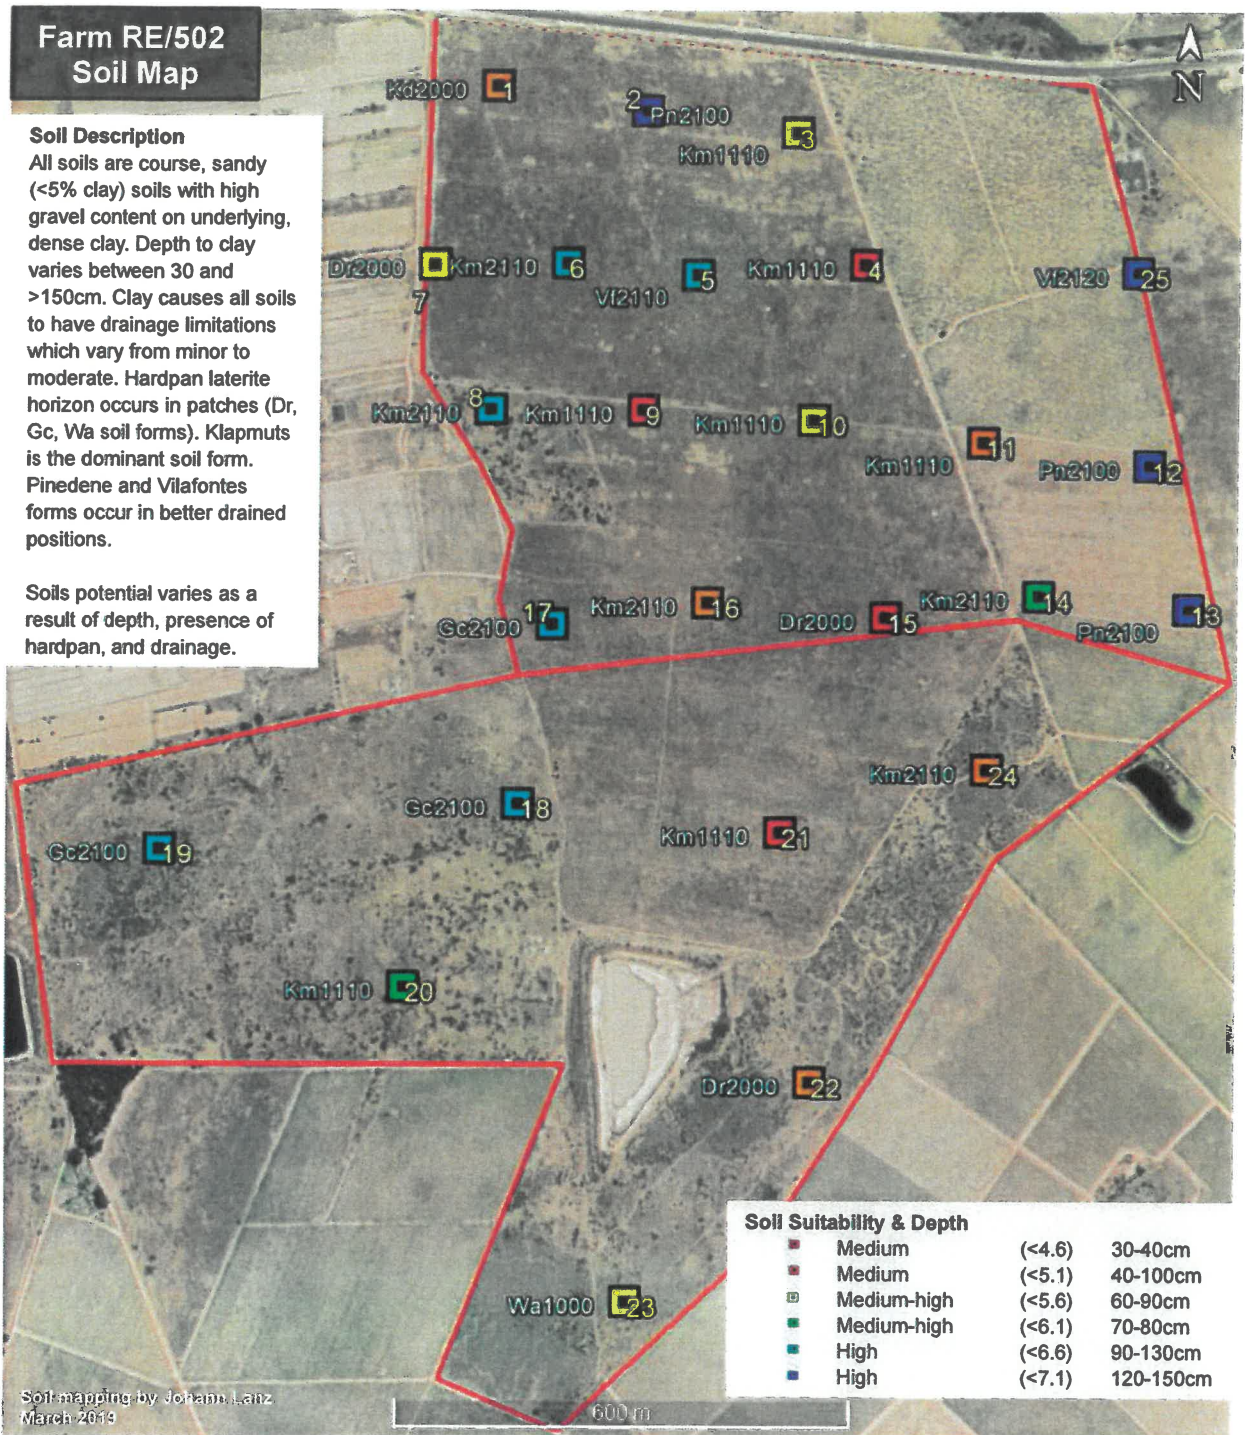 Farm RE/502
Soil Map
N
Soil Description
All soils are course, sandy
(<5% clay) soils with high
gravel content on underlying,
dense clay. Depth to clay
varies between 30 and
>150cm. Clay causes all soils
to have drainage limitations
which vary from minor to
moderate. Hardpan laterite
horizon occurs in patches (Dr,
Gc, Wa soil forms). Klapmuts
is the dominant soil form.
Pinedene and Vilafontes
forms occur in better drained
positions.
Soils potential varies as a
result of depth, presence of
hardpan, and drainage.
Kd2000 1
2 Pn2100
Km1110 3
Dr2000 7
Km2110 6
Vf2110 5
Km1110 4
Vf2120 25
Km2110 8
Km1110 9
Km1110 10
Km1110 11
Pn2100 12
Gc2100 17
Km2110 16
Dr2000 15
Km2110 14
Pn2100 13
Gc2100 18
Km2110 24
Gc2100 19
Km1110 21
Km1110 20
Dr2000 22
Wa1000 23
Soil Suitability & Depth
Medium (<4.6) 30-40cm
Medium (<5.1) 40-100cm
Medium-high (<5.6) 60-90cm
Medium-high (<6.1) 70-80cm
High (<6.6) 90-130cm
High (<7.1) 120-150cm
Soil mapping by Johann Lanz
March 2019
600 m